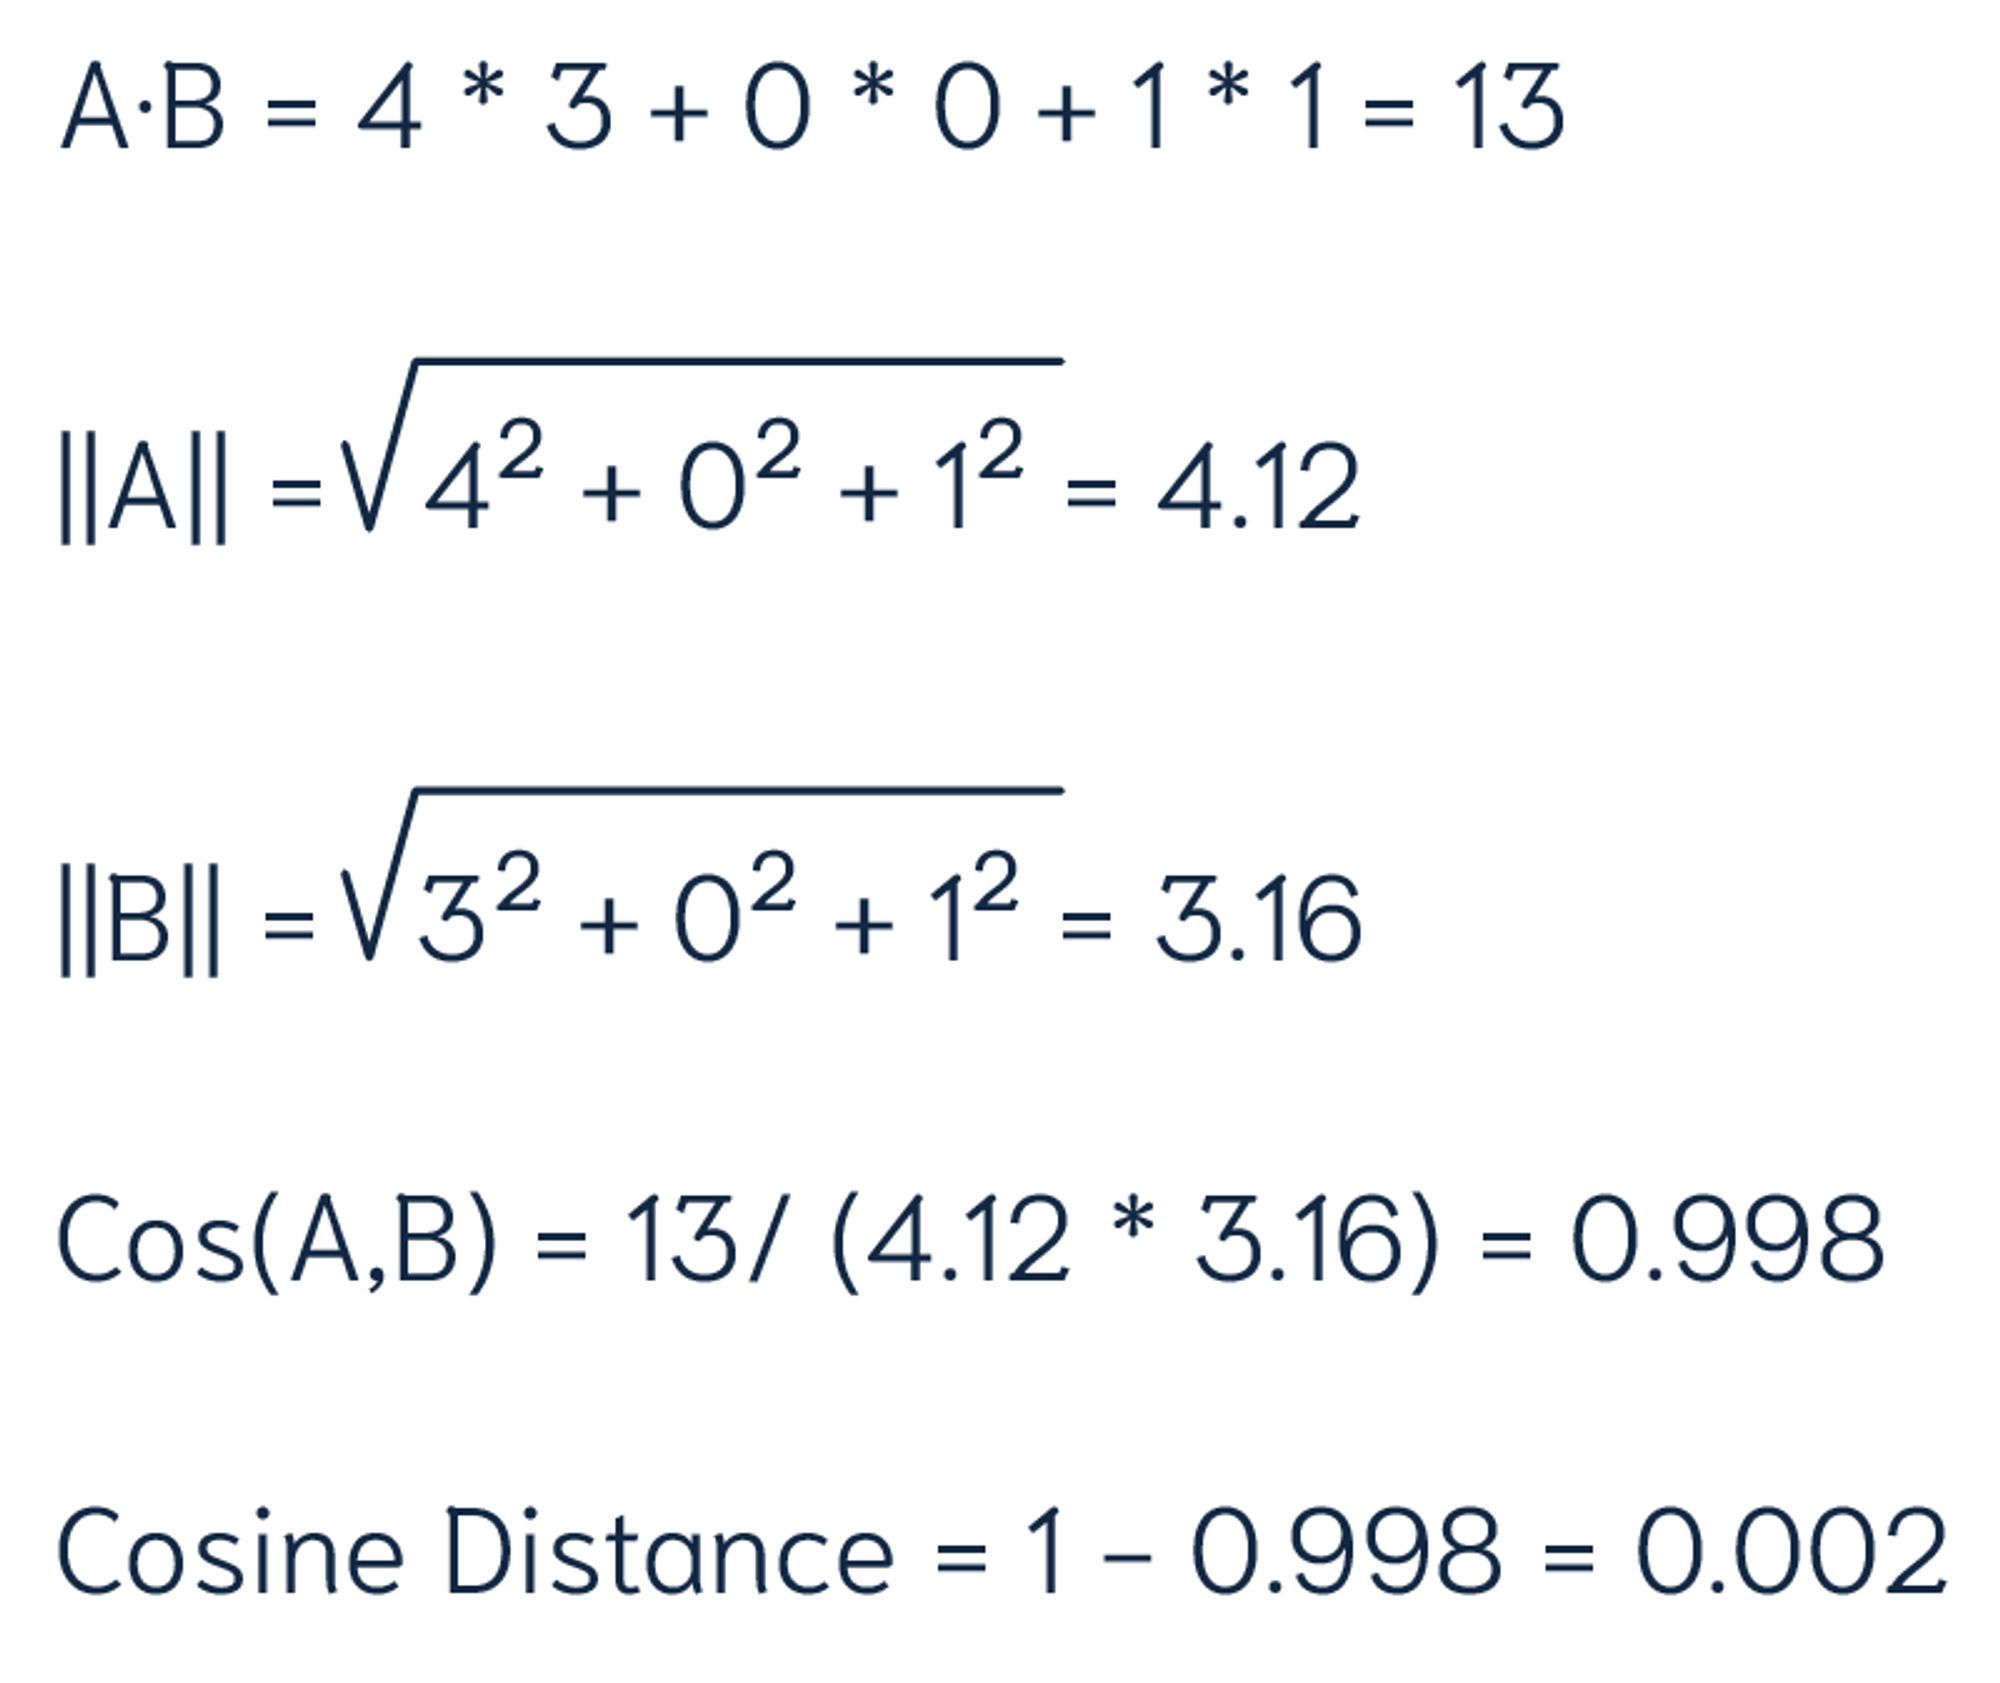 A·B = 4 * 3 + 0 * 0 + 1 * 1 = 13
||A|| = √4² + 0² + 1² = 4.12
||B|| = √3² + 0² + 1² = 3.16
Cos(A,B) = 13/ (4.12 * 3.16) = 0.998
Cosine Distance = 1 – 0.998 = 0.002